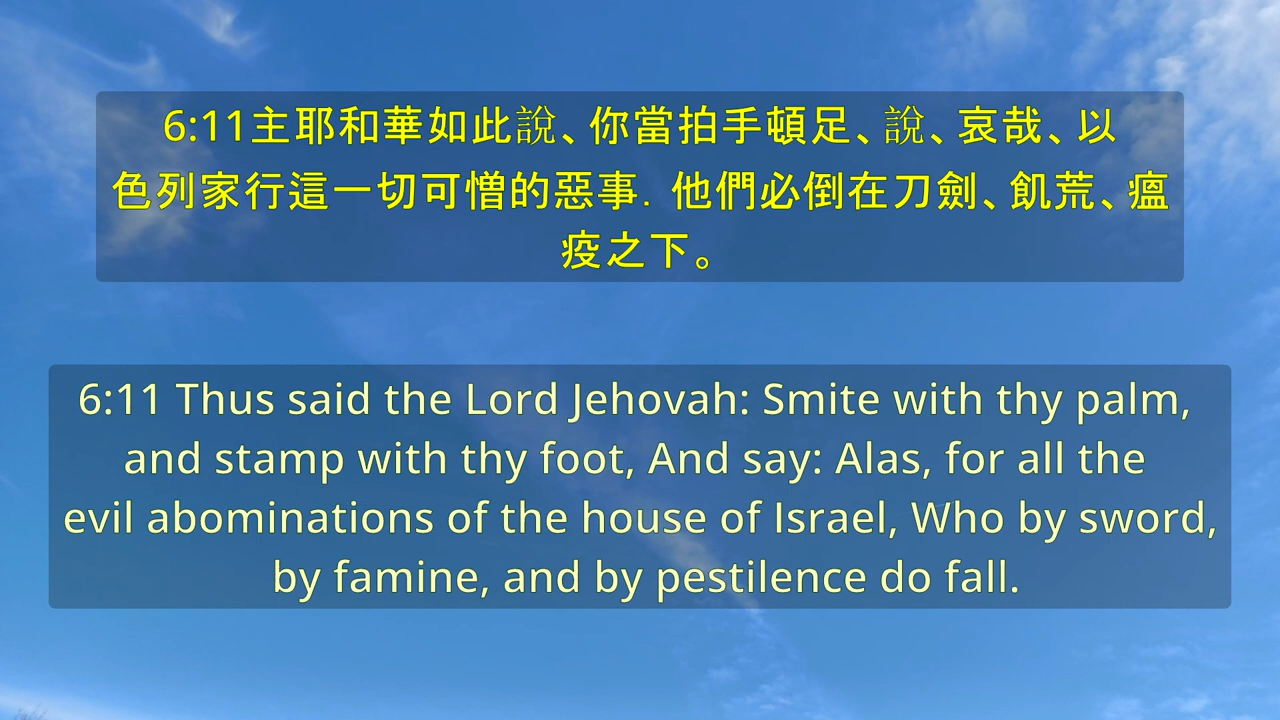 6:11主耶和華如此說、你當拍手頓足、說、哀哉、以
色列家行這一切可憎的惡事．他們必倒在刀劍、飢荒、瘟
疫之下。
6:11 Thus said the Lord Jehovah: Smite with thy palm,
and stamp with thy foot, And say: Alas, for all the
evil abominations of the house of Israel, Who by sword,
by famine, and by pestilence do fall.